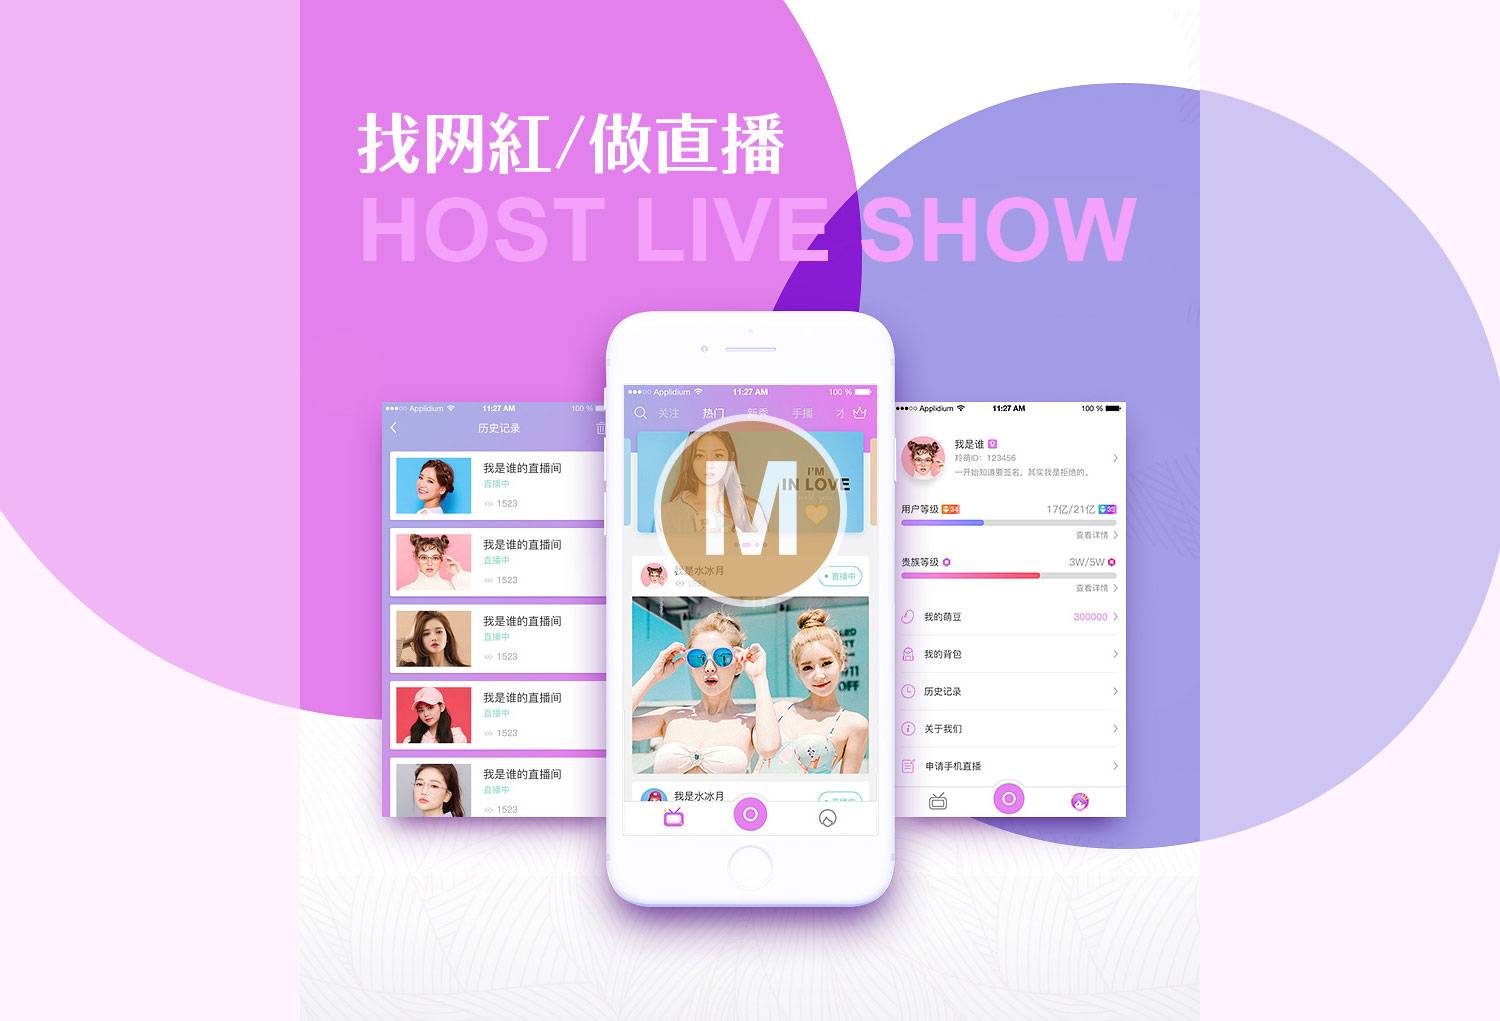 找网紅/做直播
HOST LIVE SHOW
Applidium 11:27 AM 100 %
历史记录
我是谁的直播间
直播中
1523
我是谁的直播间
直播中
1523
我是谁的直播间
直播中
1523
我是谁的直播间
直播中
1523
我是谁的直播间
直播中
1523
Applidium 11:27 AM 100 %
关注 热门 新秀 手播 才
I'M
IN LOVE
M
我是水冰月
1523
直播中
我是水冰月
直播中
Applidium 11:27 AM 100 %
我是谁
羚萌ID: 123456
一开始知道要签名，其实我是拒绝的。
用户等级 34 17亿/21亿 35
查看详情
贵族等级 3W/5W
查看详情
我的萌豆 300000
我的背包
历史记录
关于我们
申请手机直播